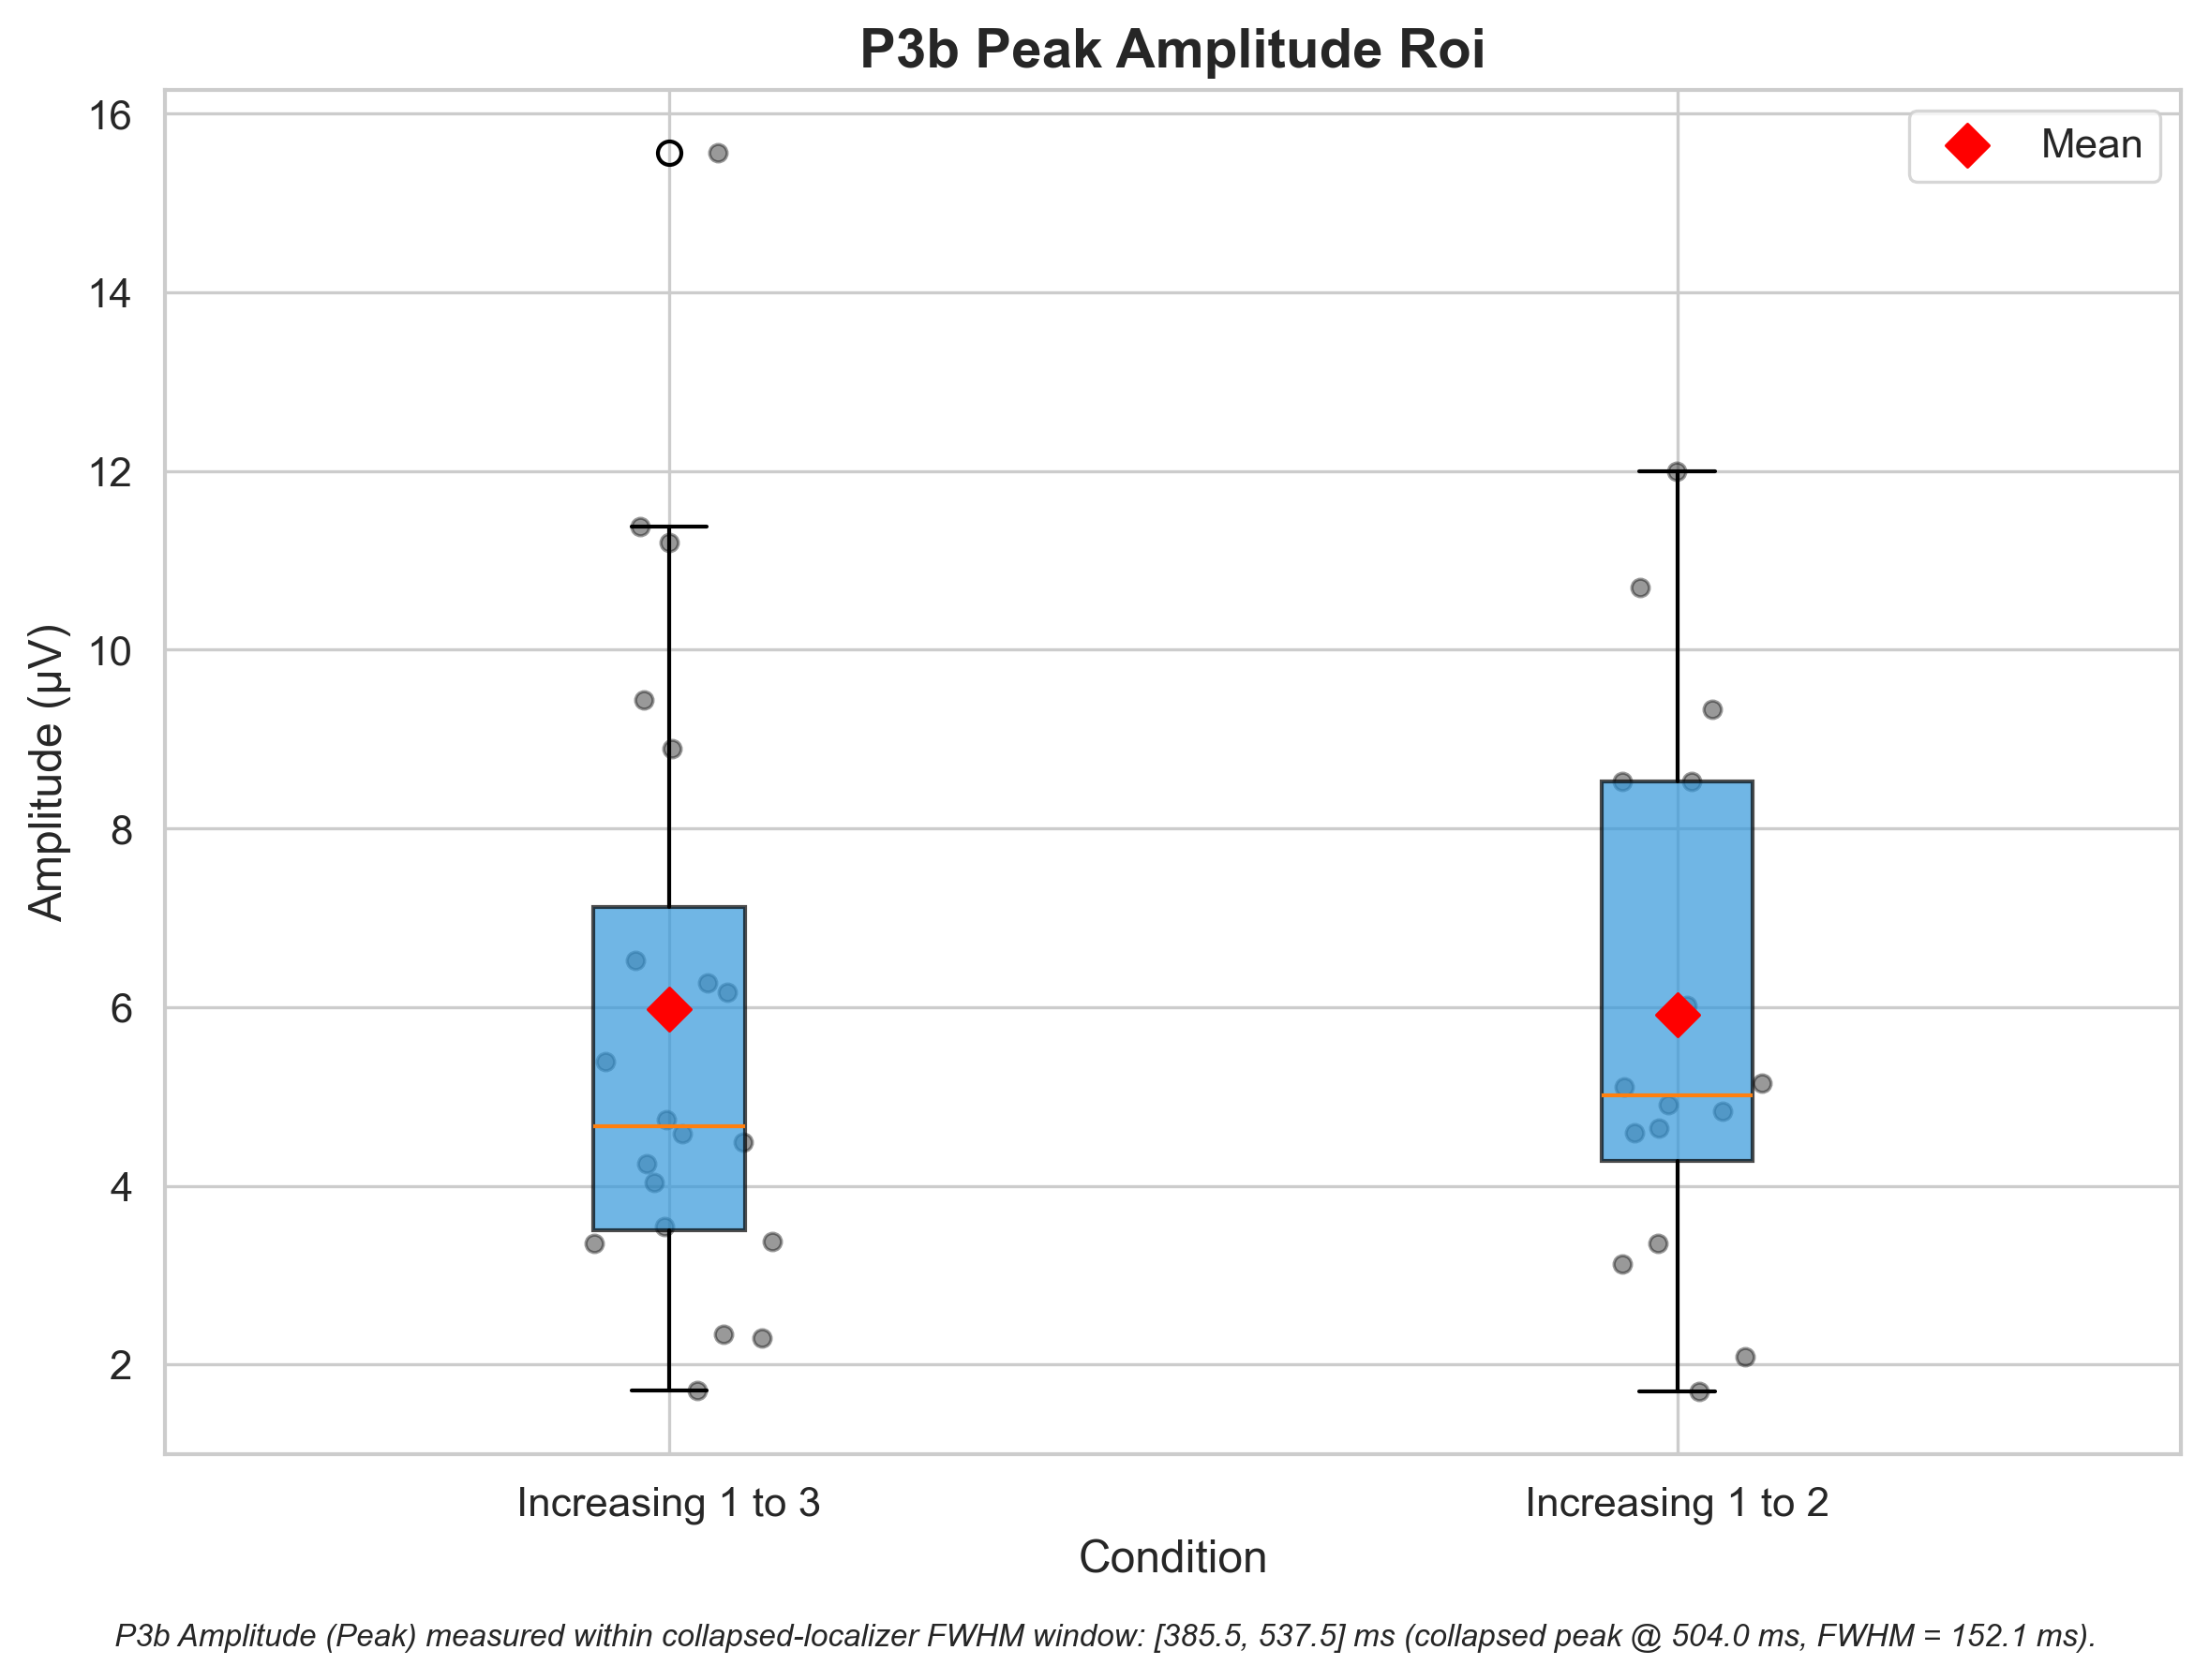 P3b Peak Amplitude Roi
Mean
16
14
12
10
8
6
4
2
Amplitude (µV)
Increasing 1 to 3
Increasing 1 to 2
Condition
P3b Amplitude (Peak) measured within collapsed-localizer FWHM window: [385.5, 537.5] ms (collapsed peak @ 504.0 ms, FWHM = 152.1 ms).